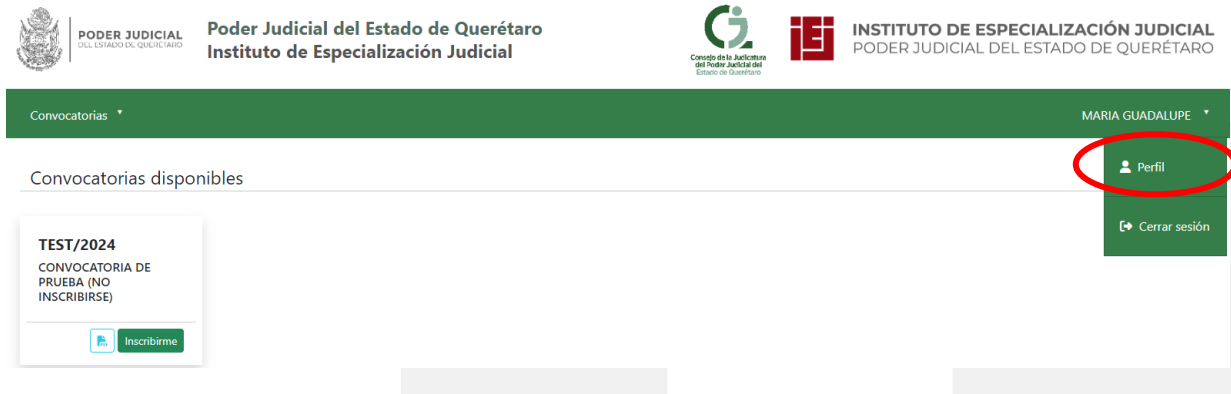 PODER JUDICIAL
DEL ESTADO DE QUERÉTARO
Poder Judicial del Estado de Querétaro
Instituto de Especialización Judicial
Consejo de la Judicatura
del Poder Judicial del
Estado de Querétaro
INSTITUTO DE ESPECIALIZACIÓN JUDICIAL
PODER JUDICIAL DEL ESTADO DE QUERÉTARO
Convocatorias
MARIA GUADALUPE
Perfil
Cerrar sesión
Convocatorias disponibles
TEST/2024
CONVOCATORIA DE
PRUEBA (NO
INSCRIBIRSE)
Inscribirme